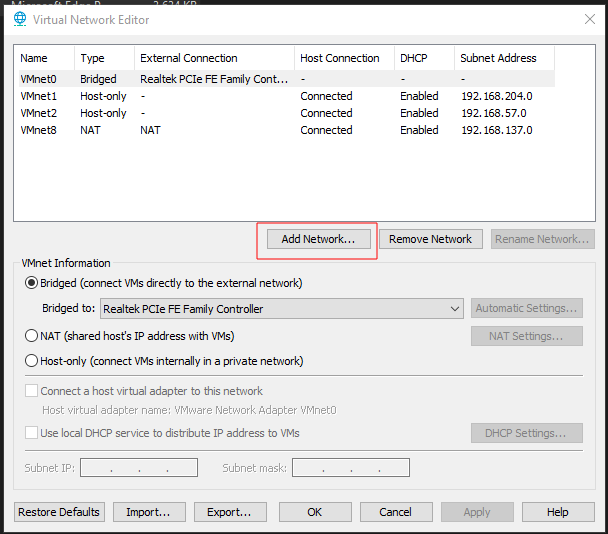 Virtual Network Editor
Name Type External Connection Host Connection DHCP Subnet Address
VMnet0 Bridged Realtek PCIe FE Family Cont... - - -
VMnet1 Host-only - Connected Enabled 192.168.204.0
VMnet2 Host-only - Connected Enabled 192.168.57.0
VMnet8 NAT NAT Connected Enabled 192.168.137.0
Add Network... Remove Network Rename Network...
VMnet Information
Bridged (connect VMs directly to the external network)
Bridged to: Realtek PCIe FE Family Controller Automatic Settings...
NAT (shared host's IP address with VMs) NAT Settings...
Host-only (connect VMs internally in a private network)
Connect a host virtual adapter to this network
Host virtual adapter name: VMware Network Adapter VMnet0
Use local DHCP service to distribute IP address to VMs DHCP Settings...
Subnet IP: . . . Subnet mask: . . .
Restore Defaults Import... Export... OK Cancel Apply Help